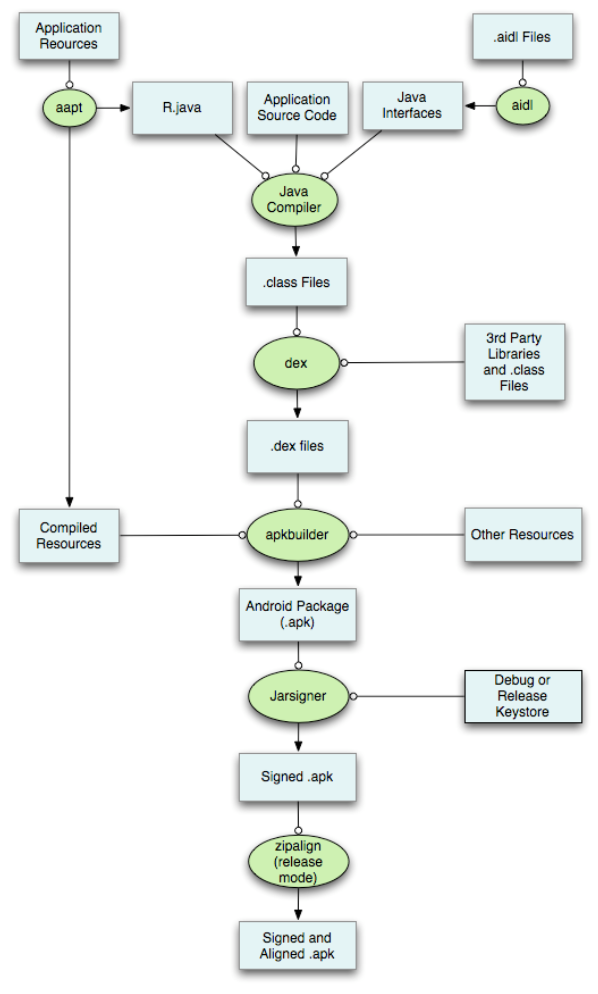 Application
Reources
.aidl Files
aapt
R.java
Application
Source Code
Java
Interfaces
aidl
Java
Compiler
.class Files
dex
3rd Party
Libraries
and .class
Files
.dex files
Compiled
Resources
apkbuilder
Other Resources
Android Package
(.apk)
Jarsigner
Debug or
Release
Keystore
Signed .apk
zipalign
(release
mode)
Signed and
Aligned .apk